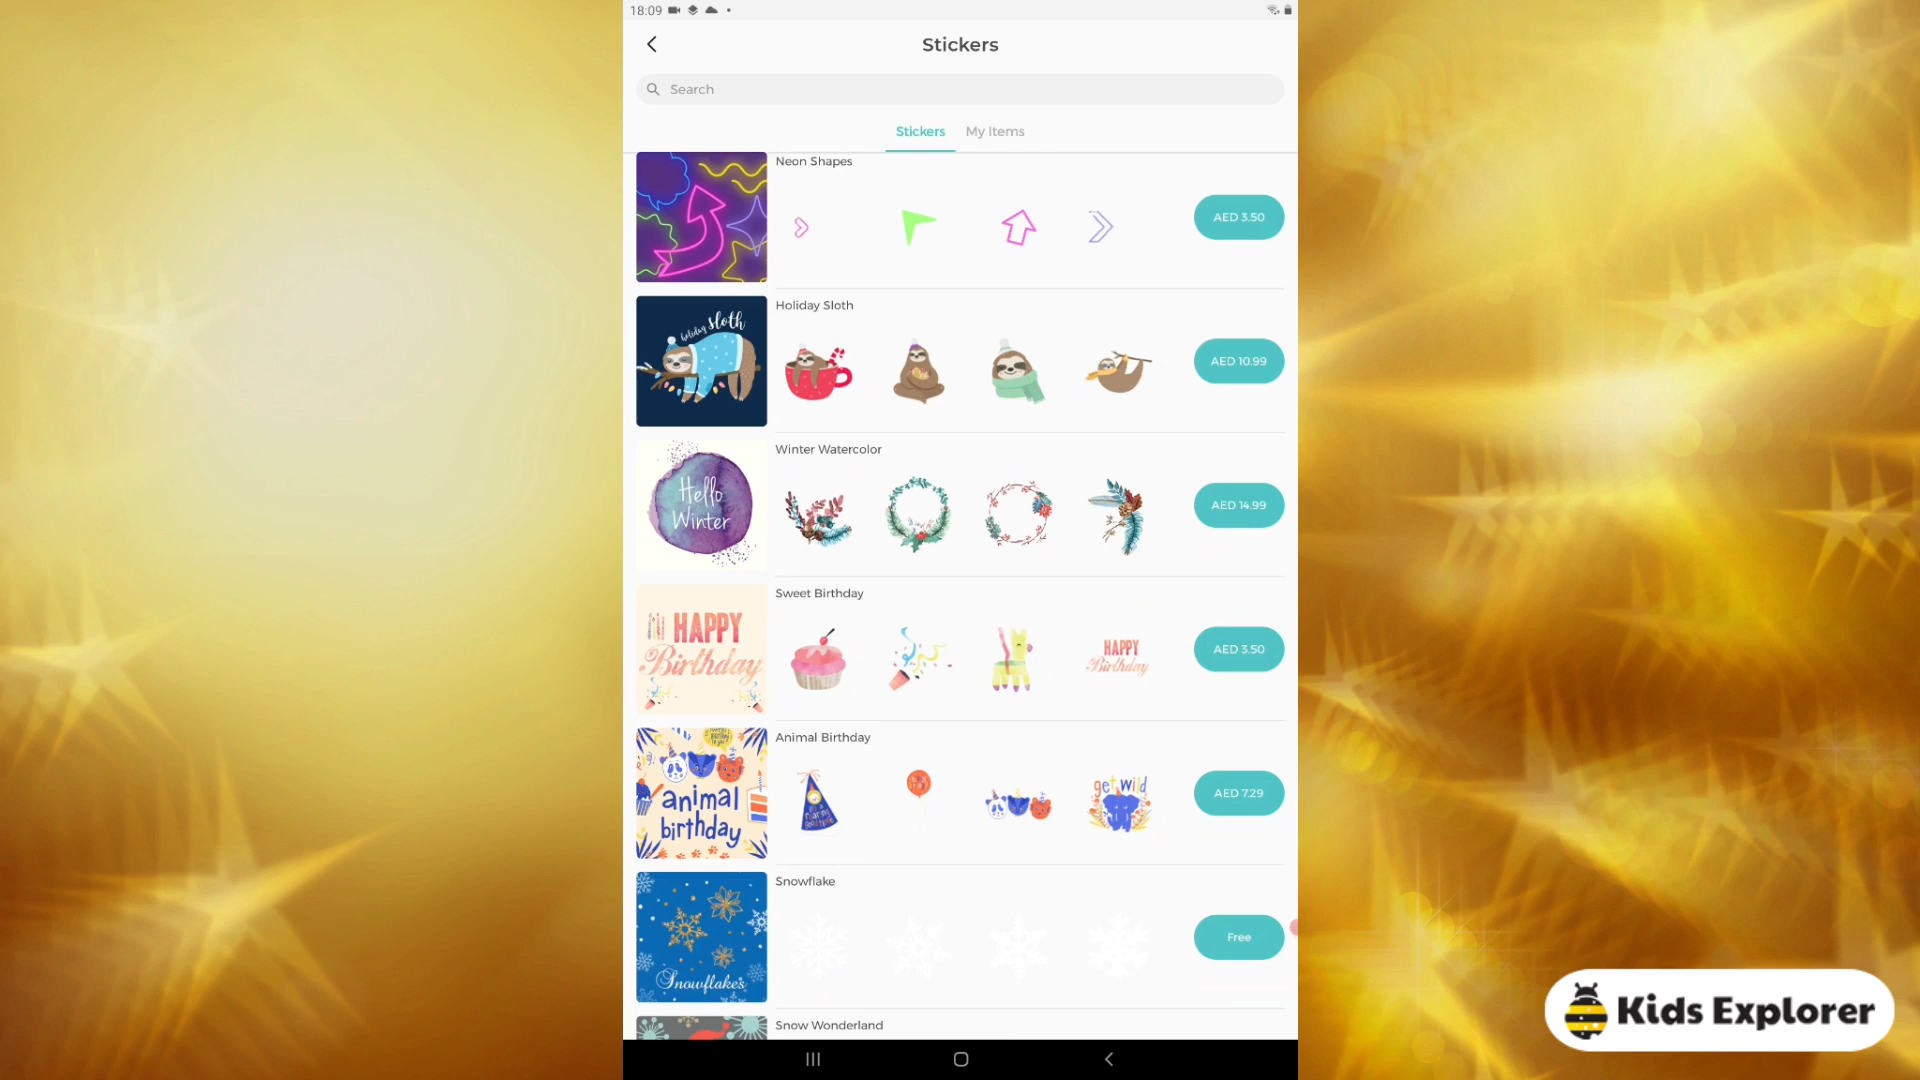 18:09
Stickers
Search
Stickers My Items
Neon Shapes
AED 3.50
Holiday Sloth
holiday sloth
AED 10.99
Winter Watercolor
Hello
Winter
AED 14.99
Sweet Birthday
HAPPY
Birthday
HAPPY
Birthday
AED 3.50
Animal Birthday
animal
birthday
get wild
AED 7.29
Snowflake
Snowflakes
Free
Snow Wonderland
Kids Explorer